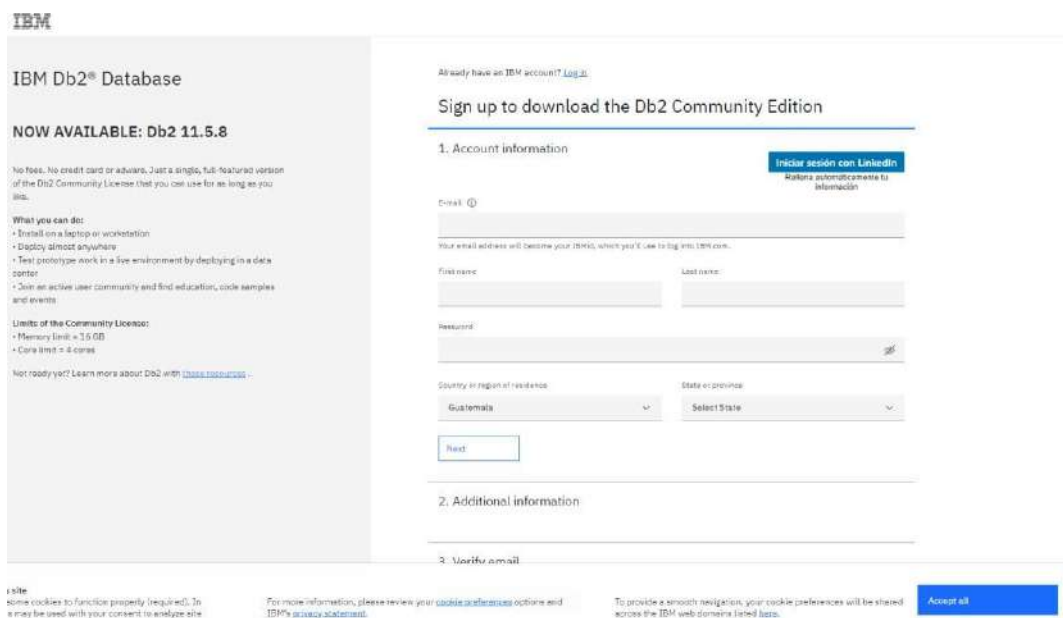 IBM
IBM Db2® Database
NOW AVAILABLE: Db2 11.5.8
No fees. No credit card or adware. Just a single, full-featured version
of the Db2 Community License that you can use for as long as you
like.
What you can do:
• Install on a laptop or workstation
• Deploy almost anywhere
• Test prototype work in a live environment by deploying in a data
center
• Join an active user community and find education, code samples
and events
Limits of the Community License:
• Memory limit = 16 GB
• Core limit = 4 cores
Not ready yet? Learn more about Db2 with these resources .
Already have an IBM account? Log in
Sign up to download the Db2 Community Edition
1. Account information
Iniciar sesión con LinkedIn
Rellena automáticamente tu
información
E-mail
Your email address will become your IBMid, which you'll use to log into IBM.com.
First name
Last name
Password
Country or region of residence
State or province
Guatemala
Select State
Next
2. Additional information
3. Verify email
s site
some cookies to function properly (required). In
s may be used with your consent to analyze site
For more information, please review your cookie preferences options and
IBM's privacy statement.
To provide a smooth navigation, your cookie preferences will be shared
across the IBM web domains listed here.
Accept all